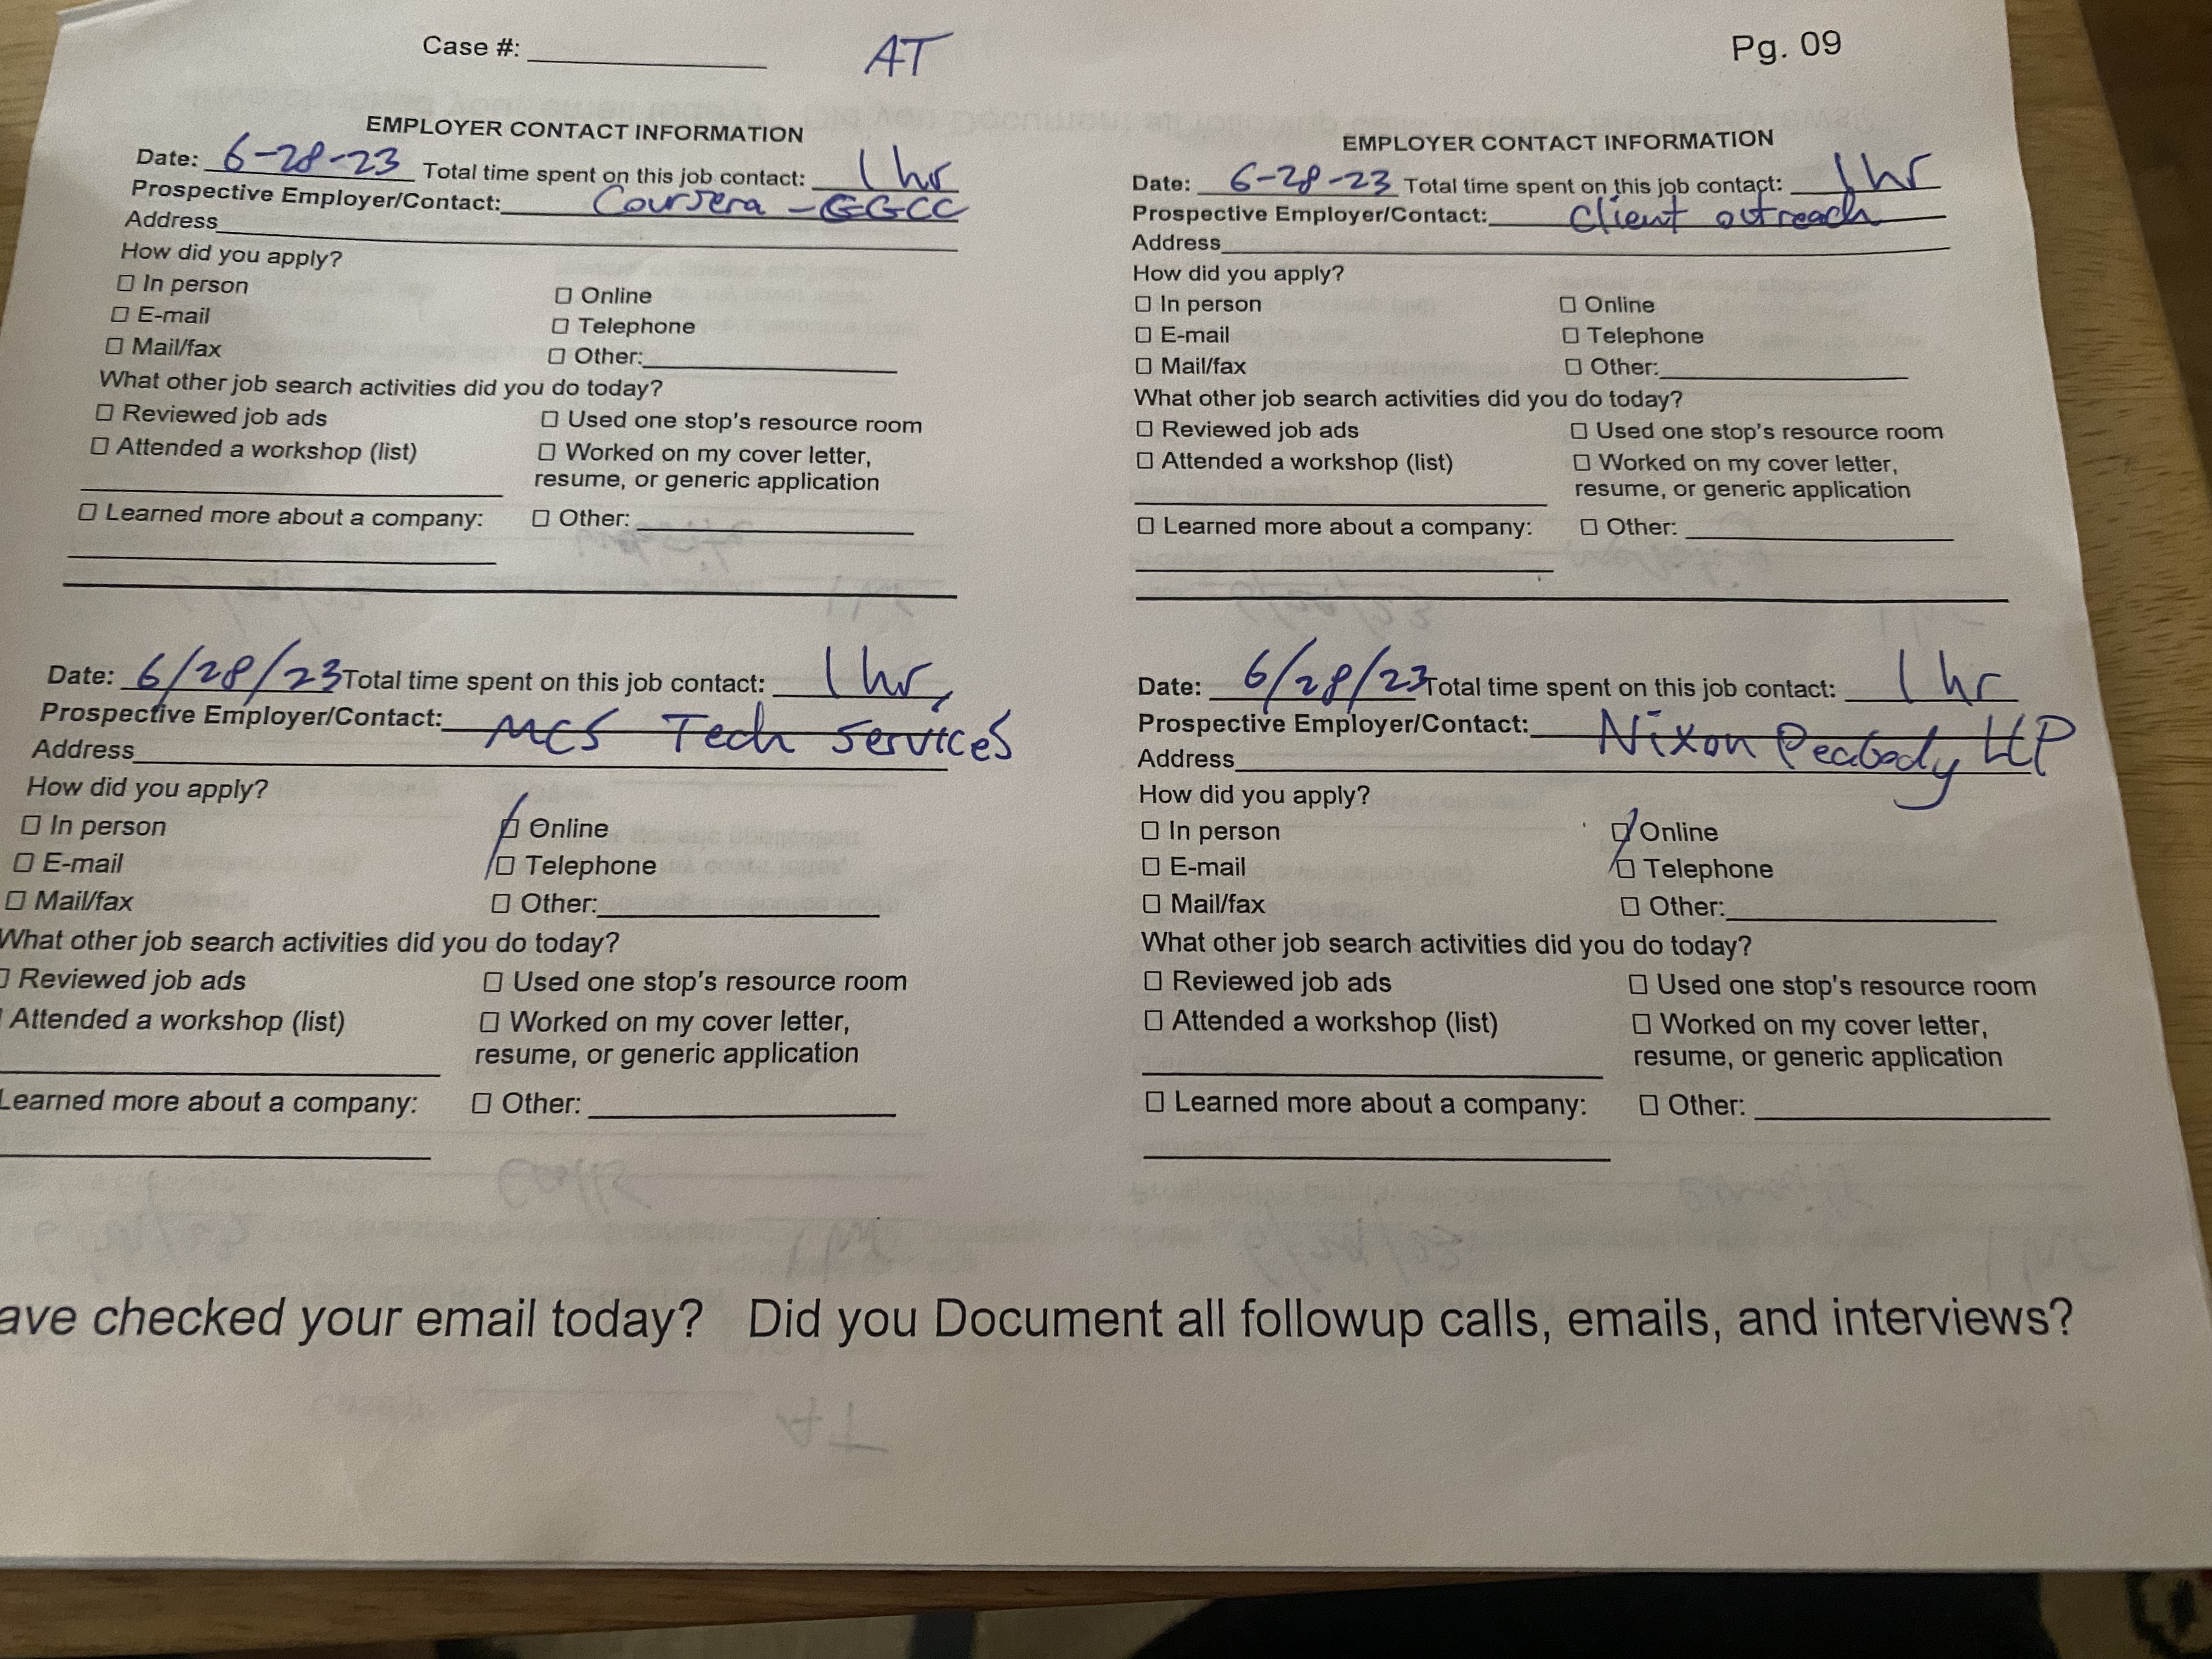 Case #: AT Pg. 09
EMPLOYER CONTACT INFORMATION
Date: 6-28-23 Total time spent on this job contact: 1 hr
Prospective Employer/Contact: Coursera - GGCC
Address
How did you apply?
☐ In person ☐ Online
☐ E-mail ☐ Telephone
☐ Mail/fax ☐ Other:
What other job search activities did you do today?
☐ Reviewed job ads ☐ Used one stop's resource room
☐ Attended a workshop (list) ☐ Worked on my cover letter,
resume, or generic application
☐ Learned more about a company: ☐ Other:
EMPLOYER CONTACT INFORMATION
Date: 6-28-23 Total time spent on this job contact: 1 hr
Prospective Employer/Contact: client outreach
Address
How did you apply?
☐ In person ☐ Online
☐ E-mail ☐ Telephone
☐ Mail/fax ☐ Other:
What other job search activities did you do today?
☐ Reviewed job ads ☐ Used one stop's resource room
☐ Attended a workshop (list) ☐ Worked on my cover letter,
resume, or generic application
☐ Learned more about a company: ☐ Other:
Date: 6/28/23 Total time spent on this job contact: 1 hr,
Prospective Employer/Contact: MCS Tech Services
Address
How did you apply?
☐ In person ☐ Online
☐ E-mail ☐ Telephone
☐ Mail/fax ☐ Other:
What other job search activities did you do today?
☐ Reviewed job ads ☐ Used one stop's resource room
Attended a workshop (list) ☐ Worked on my cover letter,
resume, or generic application
Learned more about a company: ☐ Other:
Date: 6/28/23 Total time spent on this job contact: 1 hr
Prospective Employer/Contact: Nixon Peabody LLP
Address
How did you apply?
☐ In person ☐ Online
☐ E-mail ☐ Telephone
☐ Mail/fax ☐ Other:
What other job search activities did you do today?
☐ Reviewed job ads ☐ Used one stop's resource room
☐ Attended a workshop (list) ☐ Worked on my cover letter,
resume, or generic application
☐ Learned more about a company: ☐ Other:
ave checked your email today? Did you Document all followup calls, emails, and interviews?